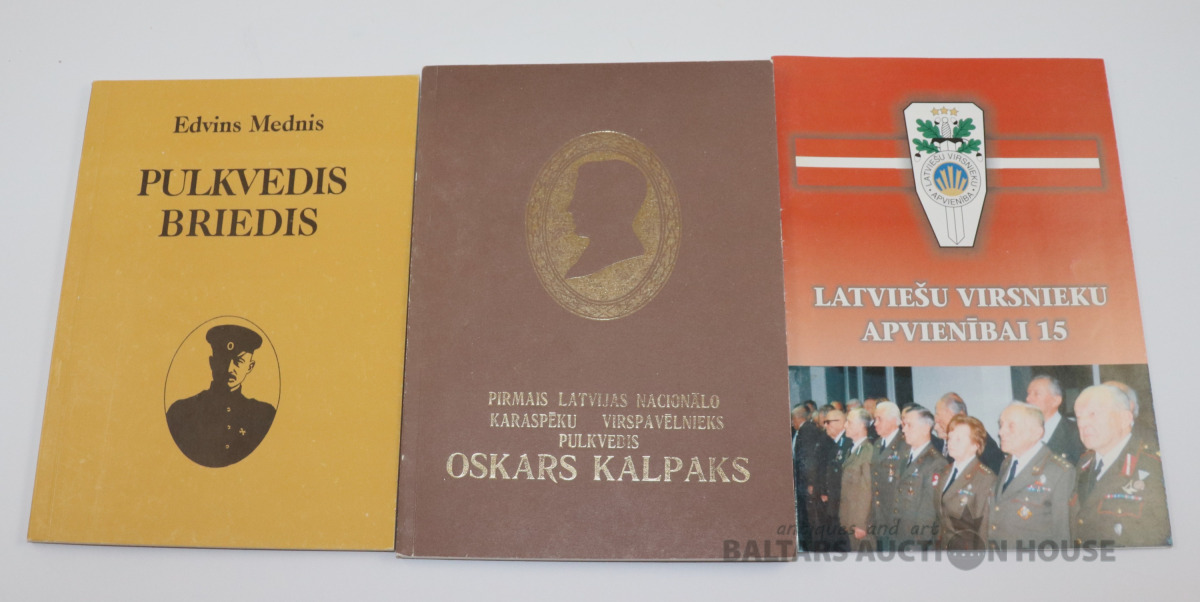 Edvins Mednis
PULKVEDIS
BRIEDIS
PIRMAIS LATVIJAS NACIONĀLO
KARASPĒKU VIRSPAVĒLNIEKS
PULKVEDIS
OSKARS KALPAKS
LATVIEŠU VIRSNIEKU
APVIENĪBA
LATVIEŠU VIRSNIEKU
APVIENĪBAI 15
antiques and art
BALTARS AUCTION HOUSE